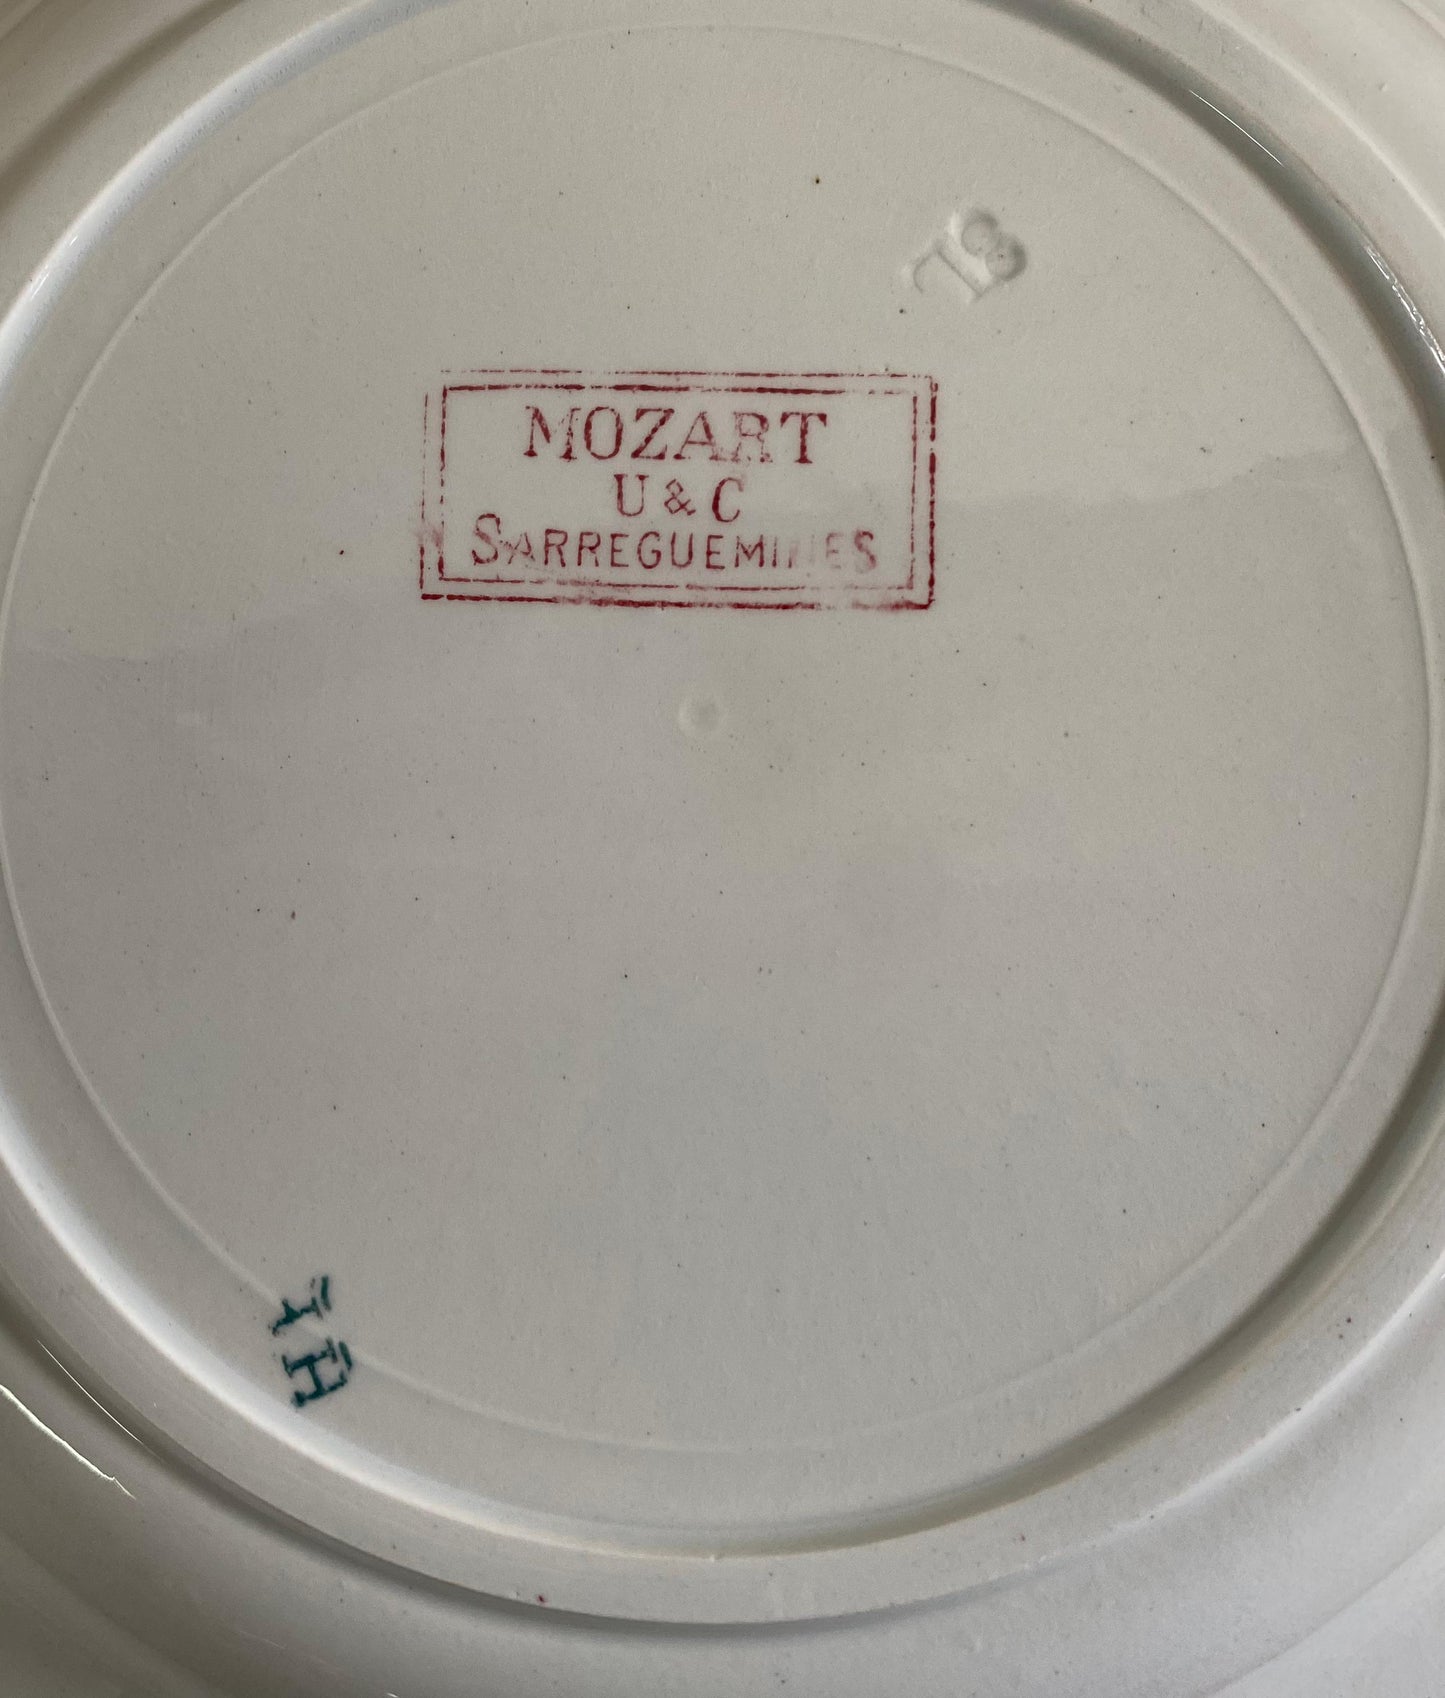 MOZART
U & C
SARREGUEMINES
H